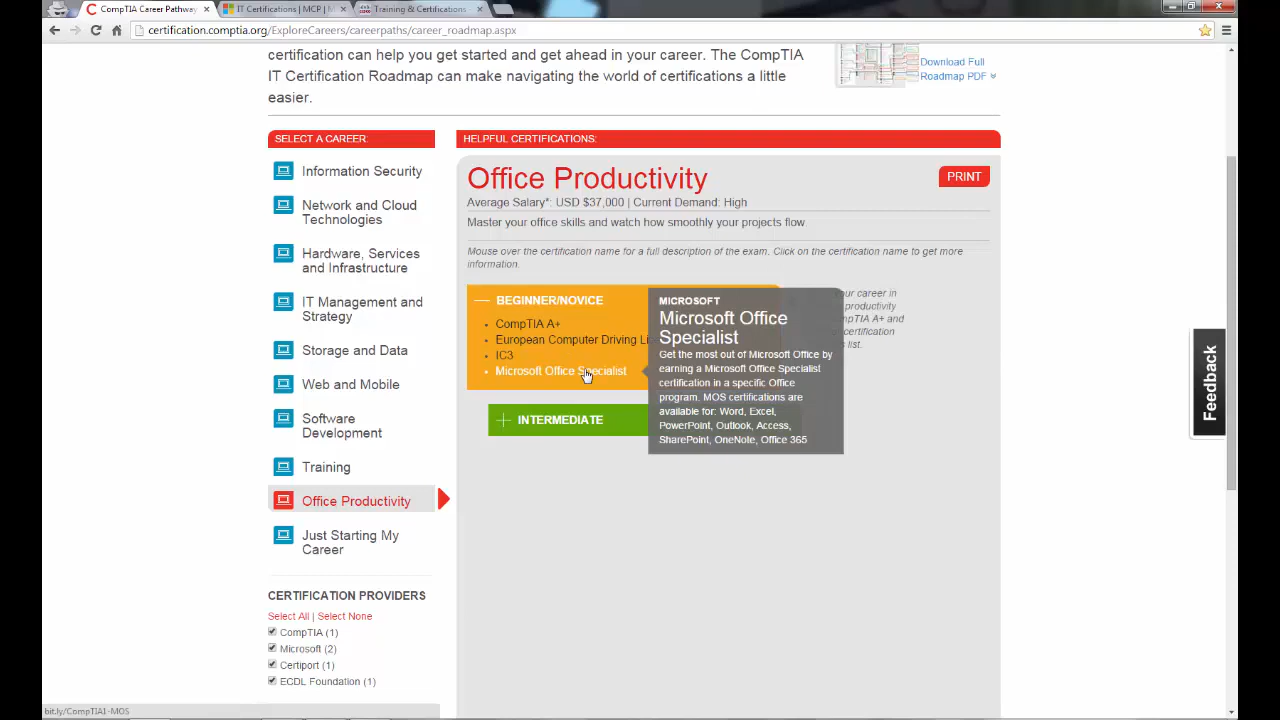 CompTIA Career Pathway
IT Certifications | MCP | M
Training & Certifications
certification.comptia.org/ExploreCareers/careerpaths/career_roadmap.aspx
certification can help you get started and get ahead in your career. The CompTIA
IT Certification Roadmap can make navigating the world of certifications a little
easier.
Download Full
Roadmap PDF
SELECT A CAREER:
Information Security
Network and Cloud
Technologies
Hardware, Services
and Infrastructure
IT Management and
Strategy
Storage and Data
Web and Mobile
Software
Development
Training
Office Productivity
Just Starting My
Career
CERTIFICATION PROVIDERS
Select All | Select None
CompTIA (1)
Microsoft (2)
Certiport (1)
ECDL Foundation (1)
HELPFUL CERTIFICATIONS:
Office Productivity
PRINT
Average Salary*: USD $37,000 | Current Demand: High
Master your office skills and watch how smoothly your projects flow.
Mouse over the certification name for a full description of the exam. Click on the certification name to get more
information.
BEGINNER/NOVICE
CompTIA A+
European Computer Driving Li
IC3
Microsoft Office Specialist
INTERMEDIATE
MICROSOFT
Microsoft Office
Specialist
Get the most out of Microsoft Office by
earning a Microsoft Office Specialist
certification in a specific Office
program. MOS certifications are
available for: Word, Excel,
PowerPoint, Outlook, Access,
SharePoint, OneNote, Office 365
your career in
productivity
mpTIA A+ and
certification
s list.
Feedback
bit.ly/CompTIA1-MOS